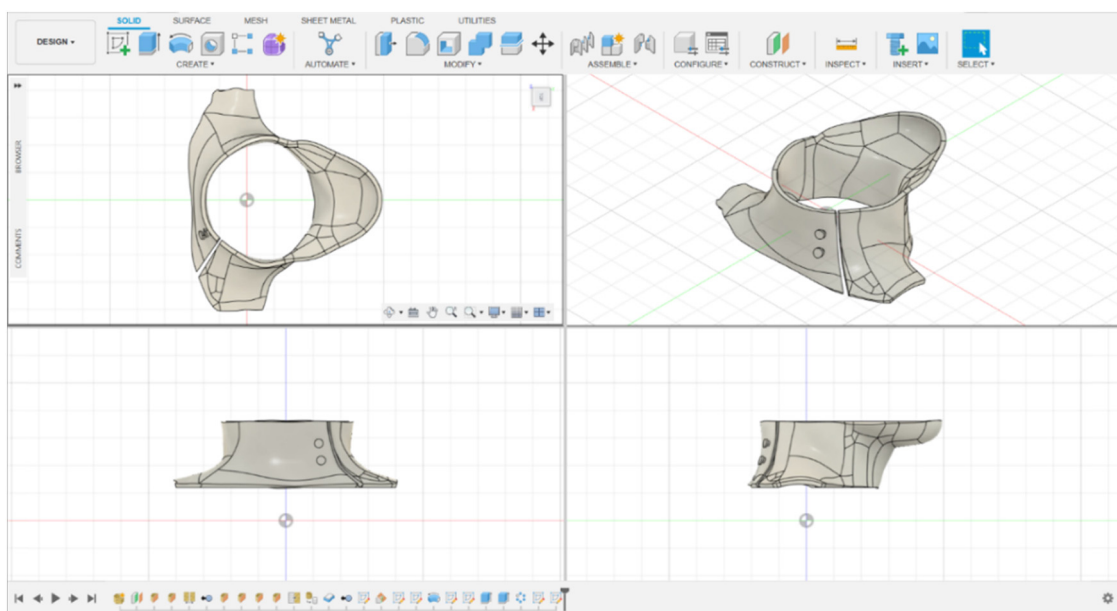 SOLID SURFACE MESH SHEET METAL PLASTIC UTILITIES
DESIGN
CREATE AUTOMATE MODIFY ASSEMBLE CONFIGURE CONSTRUCT INSPECT INSERT SELECT
BROWSER
COMMENTS